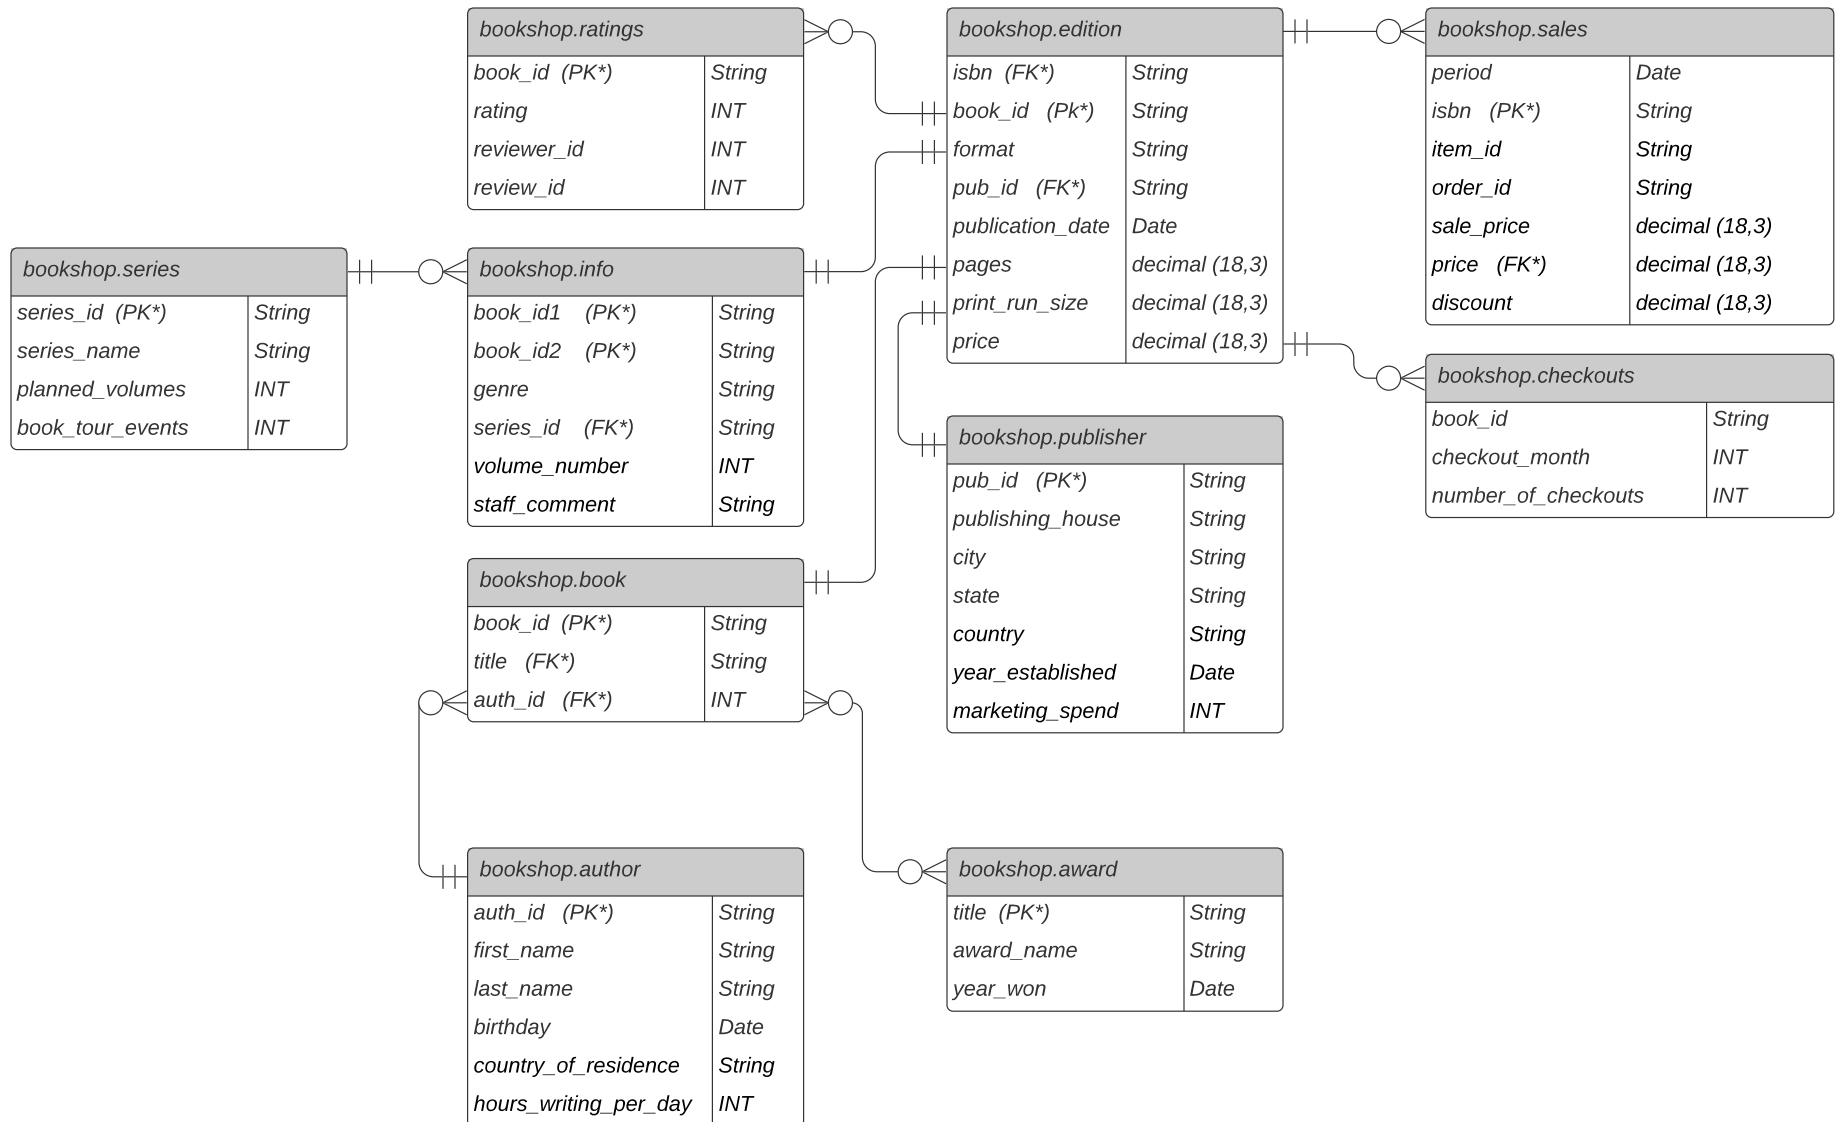 bookshop.ratings
book_id (PK*) String
rating INT
reviewer_id INT
review_id INT
bookshop.edition
isbn (FK*) String
book_id (Pk*) String
format String
pub_id (FK*) String
publication_date Date
pages decimal (18,3)
print_run_size decimal (18,3)
price decimal (18,3)
bookshop.sales
period Date
isbn (PK*) String
item_id String
order_id String
sale_price decimal (18,3)
price (FK*) decimal (18,3)
discount decimal (18,3)
bookshop.series
series_id (PK*) String
series_name String
planned_volumes INT
book_tour_events INT
bookshop.info
book_id1 (PK*) String
book_id2 (PK*) String
genre String
series_id (FK*) String
volume_number INT
staff_comment String
bookshop.checkouts
book_id String
checkout_month INT
number_of_checkouts INT
bookshop.publisher
pub_id (PK*) String
publishing_house String
city String
state String
country String
year_established Date
marketing_spend INT
bookshop.book
book_id (PK*) String
title (FK*) String
auth_id (FK*) INT
bookshop.author
auth_id (PK*) String
first_name String
last_name String
birthday Date
country_of_residence String
hours_writing_per_day INT
bookshop.award
title (PK*) String
award_name String
year_won Date